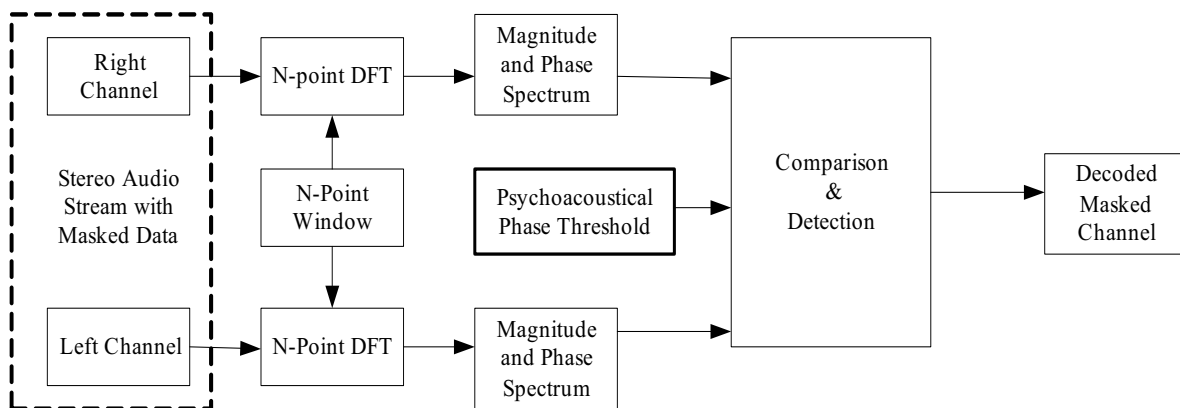 Right
Channel
N-point DFT
Magnitude
and Phase
Spectrum
Stereo Audio
Stream with
Masked Data
N-Point
Window
Psychoacoustical
Phase Threshold
Comparison
&
Detection
Decoded
Masked
Channel
Left Channel
N-Point DFT
Magnitude
and Phase
Spectrum